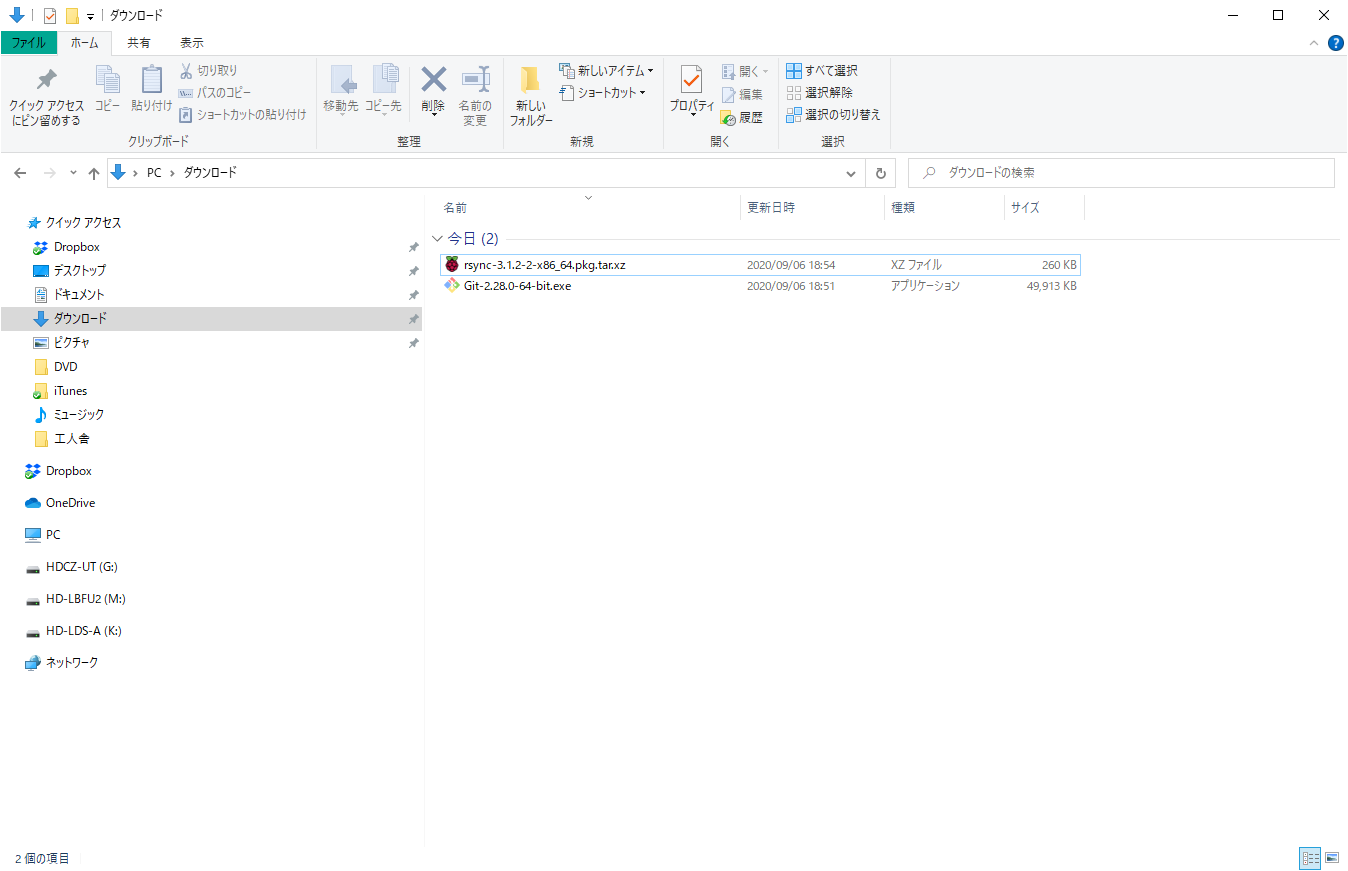 ダウンロード
ファイル
ホーム
共有
表示
クイック アクセス
にピン留めする
コピー
貼り付け
切り取り
パスのコピー
ショートカットの貼り付け
クリップボード
移動先
コピー先
削除
名前の
変更
整理
新しい
フォルダー
新しいアイテム
ショートカット
新規
プロパティ
開く
編集
履歴
開く
すべて選択
選択解除
選択の切り替え
選択
PC › ダウンロード
ダウンロードの検索
名前 更新日時 種類 サイズ
今日 (2)
rsync-3.1.2-2-x86_64.pkg.tar.xz 2020/09/06 18:54 XZ ファイル 260 KB
Git-2.28.0-64-bit.exe 2020/09/06 18:51 アプリケーション 49,913 KB
クイック アクセス
Dropbox
デスクトップ
ドキュメント
ダウンロード
ピクチャ
DVD
iTunes
ミュージック
工人舎
Dropbox
OneDrive
PC
HDCZ-UT (G:)
HD-LBFU2 (M:)
HD-LDS-A (K:)
ネットワーク
2 個の項目